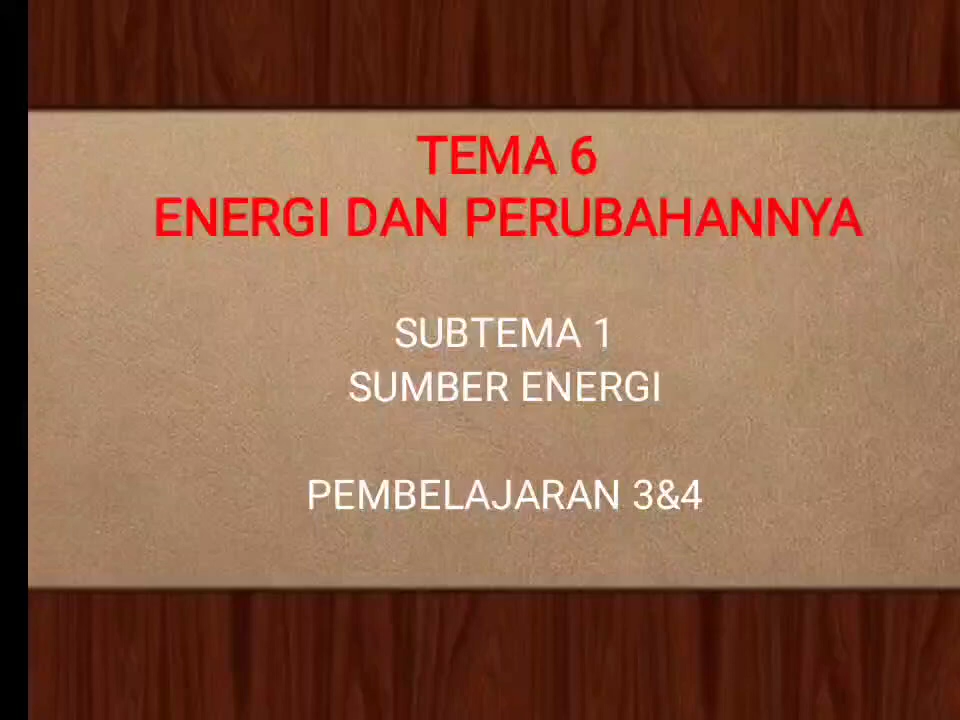 TEMA 6
ENERGI DAN PERUBAHANNYA
SUBTEMA 1
SUMBER ENERGI
PEMBELAJARAN 3&4